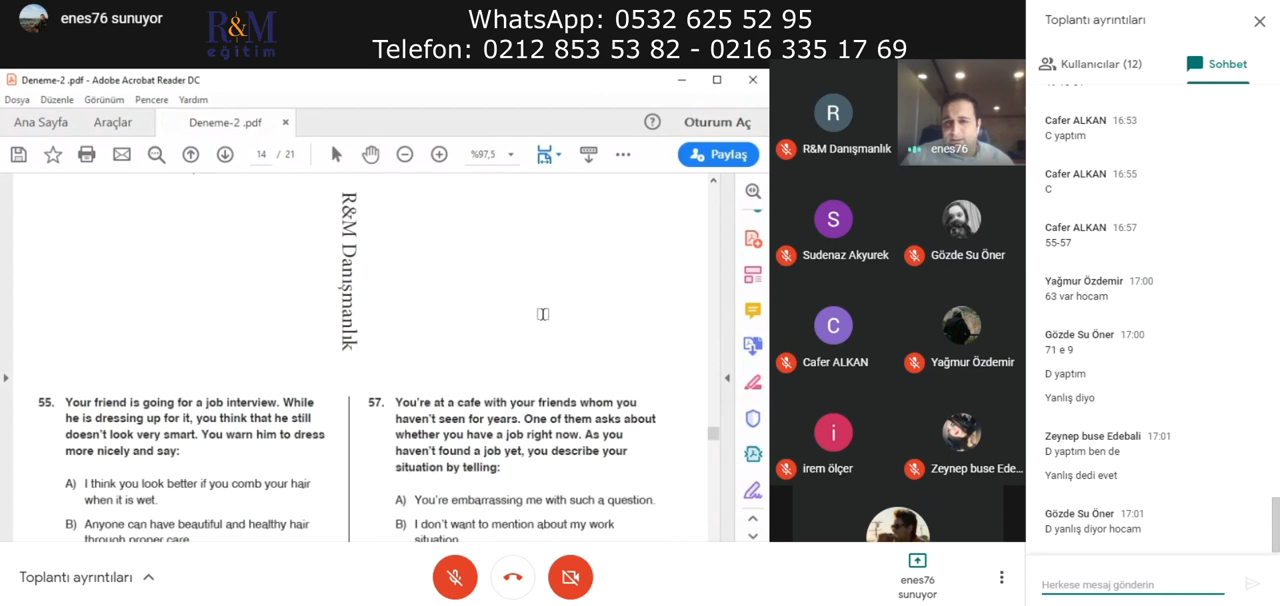 enes76 sunuyor
R&M
eğitim
WhatsApp: 0532 625 52 95
Telefon: 0212 853 53 82 - 0216 335 17 69
Deneme-2 .pdf - Adobe Acrobat Reader DC
Dosya Düzenle Görünüm Pencere Yardım
Ana Sayfa Araçlar Deneme-2 .pdf × Oturum Aç
14 / 21 %97,5 Paylaş
R&M Danışmanlık
55. Your friend is going for a job interview. While
he is dressing up for it, you think that he still
doesn't look very smart. You warn him to dress
more nicely and say:
A) I think you look better if you comb your hair
when it is wet.
B) Anyone can have beautiful and healthy hair
through proper care.
57. You're at a cafe with your friends whom you
haven't seen for years. One of them asks about
whether you have a job right now. As you
haven't found a job yet, you describe your
situation by telling:
A) You're embarrassing me with such a question.
B) I don't want to mention about my work
situation.
R
R&M Danışmanlık
enes76
S
Sudenaz Akyurek
Gözde Su Öner
C
Cafer ALKAN
Yağmur Özdemir
i
irem ölçer
Zeynep buse Ede...
Toplantı ayrıntıları
Kullanıcılar (12) Sohbet
Cafer ALKAN 16:53
C yaptım
Cafer ALKAN 16:55
C
Cafer ALKAN 16:57
55-57
Yağmur Özdemir 17:00
63 var hocam
Gözde Su Öner 17:00
71 e 9
D yaptım
Yanlış diyo
Zeynep buse Edebali 17:01
D yaptım ben de
Yanlış dedi evet
Gözde Su Öner 17:01
D yanlış diyor hocam
Herkese mesaj gönderin
Toplantı ayrıntıları
enes76
sunuyor